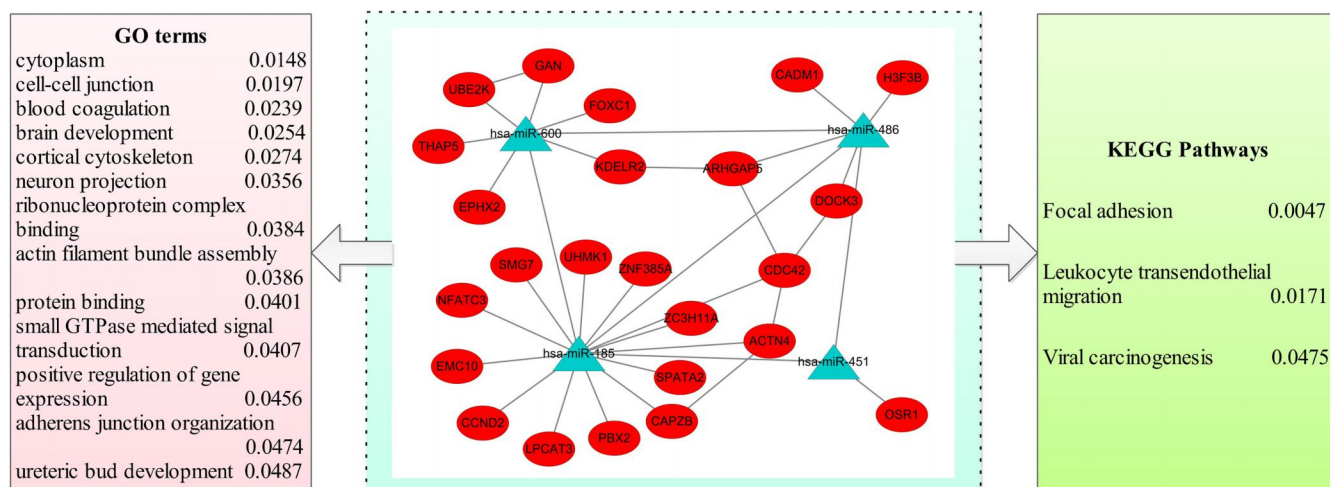 GO terms
cytoplasm 0.0148
cell-cell junction 0.0197
blood coagulation 0.0239
brain development 0.0254
cortical cytoskeleton 0.0274
neuron projection 0.0356
ribonucleoprotein complex
binding 0.0384
actin filament bundle assembly
0.0386
protein binding 0.0401
small GTPase mediated signal
transduction 0.0407
positive regulation of gene
expression 0.0456
adherens junction organization
0.0474
ureteric bud development 0.0487
GAN
UBE2K
FOXC1
hsa-miR-600
THAP5
KDELR2
EPHX2
CADM1
H3F3B
hsa-miR-486
ARHGAP5
DOCK3
SMG7
UHMK1
ZNF385A
CDC42
NFATC3
ZC3H11A
ACTN4
hsa-miR-185
hsa-miR-451
EMC10
SPATA2
CCND2
CAPZB
OSR1
LPCAT3
PBX2
KEGG Pathways
Focal adhesion 0.0047
Leukocyte transendothelial
migration 0.0171
Viral carcinogenesis 0.0475